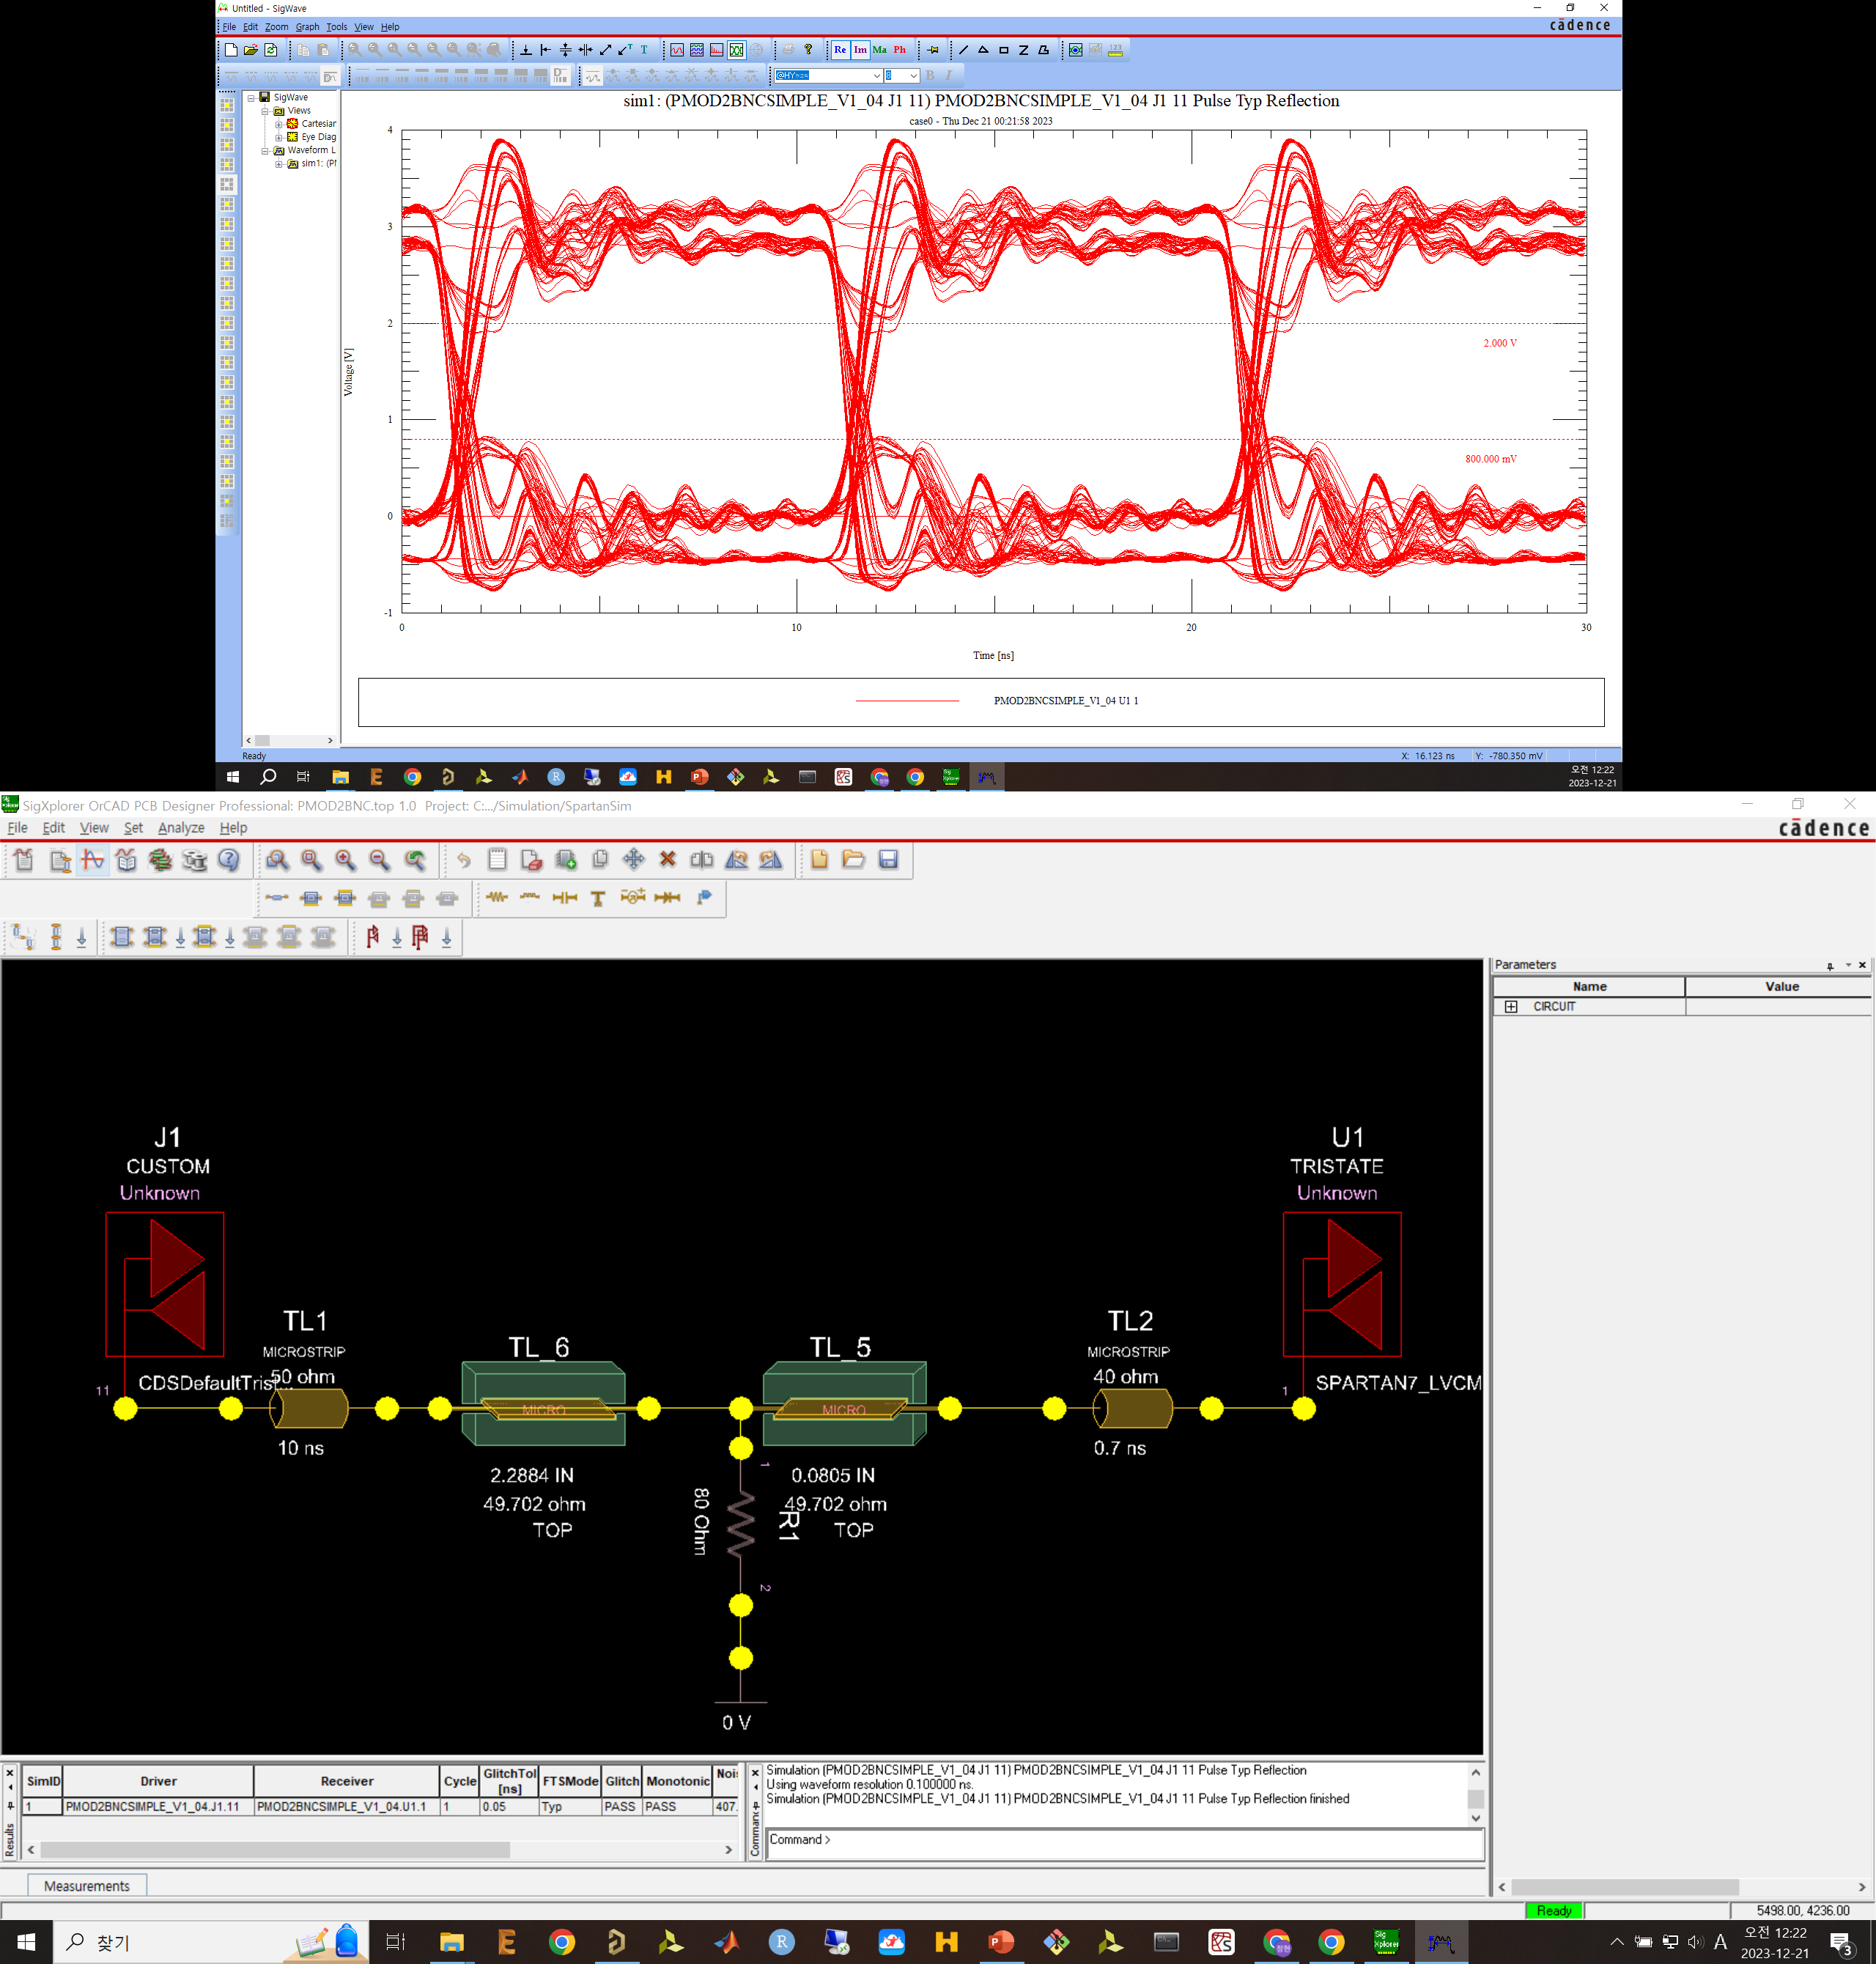 Untitled - SigWave
File Edit Zoom Graph Tools View Help
cādence
Re Im Ma Ph
SigWave
Views
Cartesiar
Eye Diag
Waveform L
sim1: (PI
sim1: (PMOD2BNCSIMPLE_V1_04 J1 11) PMOD2BNCSIMPLE_V1_04 J1 11 Pulse Typ Reflection
case0 - Thu Dec 21 00:21:58 2023
4
3
2
1
0
-1
Voltage [V]
2.000 V
800.000 mV
0
10
20
30
Time [ns]
PMOD2BNCSIMPLE_V1_04 U1 1
Ready
X: 16.123 ns Y: -780.350 mV
오전 12:22
2023-12-21
SigXplorer OrCAD PCB Designer Professional: PMOD2BNC.top 1.0 Project: C:.../Simulation/SpartanSim
File Edit View Set Analyze Help
cādence
Parameters
Name Value
CIRCUIT
J1
CUSTOM
Unknown
U1
TRISTATE
Unknown
TL1
MICROSTRIP
50 ohm
10 ns
11
CDSDefaultTrist...
TL_6
MICRO
2.2884 IN
49.702 ohm
TOP
TL_5
MICRO
0.0805 IN
49.702 ohm
TOP
TL2
MICROSTRIP
40 ohm
0.7 ns
1
SPARTAN7_LVCM
1
80 Ohm
R1
2
0 V
SimID Driver Receiver Cycle GlitchTol [ns] FTSMode Glitch Monotonic Noi
1 PMOD2BNCSIMPLE_V1_04.J1.11 PMOD2BNCSIMPLE_V1_04.U1.1 1 0.05 Typ PASS PASS 407.
Results
Measurements
Simulation (PMOD2BNCSIMPLE_V1_04 J1 11) PMOD2BNCSIMPLE_V1_04 J1 11 Pulse Typ Reflection
Using waveform resolution 0.100000 ns.
Simulation (PMOD2BNCSIMPLE_V1_04 J1 11) PMOD2BNCSIMPLE_V1_04 J1 11 Pulse Typ Reflection finished
Command >
Command
Ready
5498.00, 4236.00
찾기
A
오전 12:22
2023-12-21
3